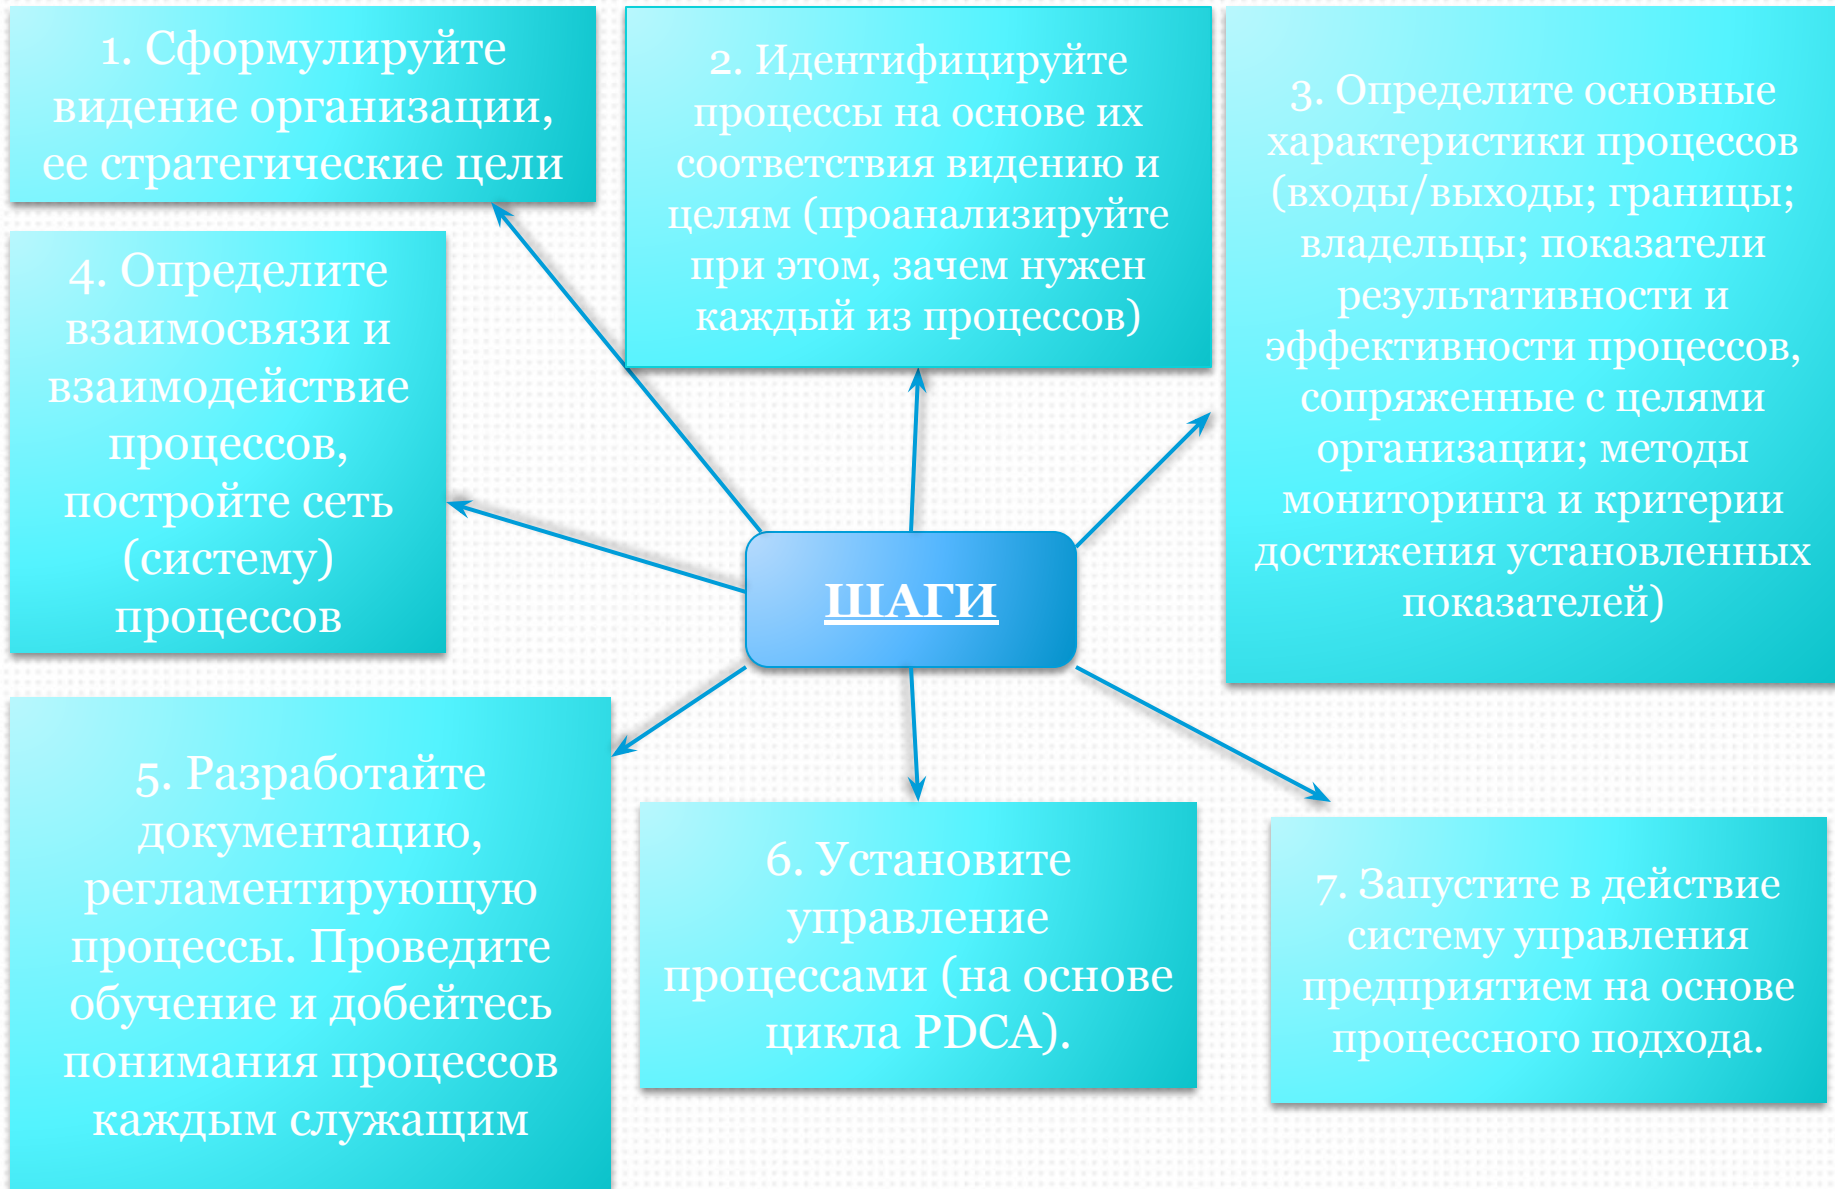 1. Сформулируйте
видение организации,
ее стратегические цели
2. Идентифицируйте
процессы на основе их
соответствия видению и
целям (проанализируйте
при этом, зачем нужен
каждый из процессов)
3. Определите основные
характеристики процессов
(входы/выходы; границы;
владельцы; показатели
результативности и
эффективности процессов,
сопряженные с целями
организации; методы
мониторинга и критерии
достижения установленных
показателей)
4. Определите
взаимосвязи и
взаимодействие
процессов,
постройте сеть
(систему)
процессов
ШАГИ
5. Разработайте
документацию,
регламентирующую
процессы. Проведите
обучение и добейтесь
понимания процессов
каждым служащим
6. Установите
управление
процессами (на основе
цикла PDCA).
7. Запустите в действие
систему управления
предприятием на основе
процессного подхода.